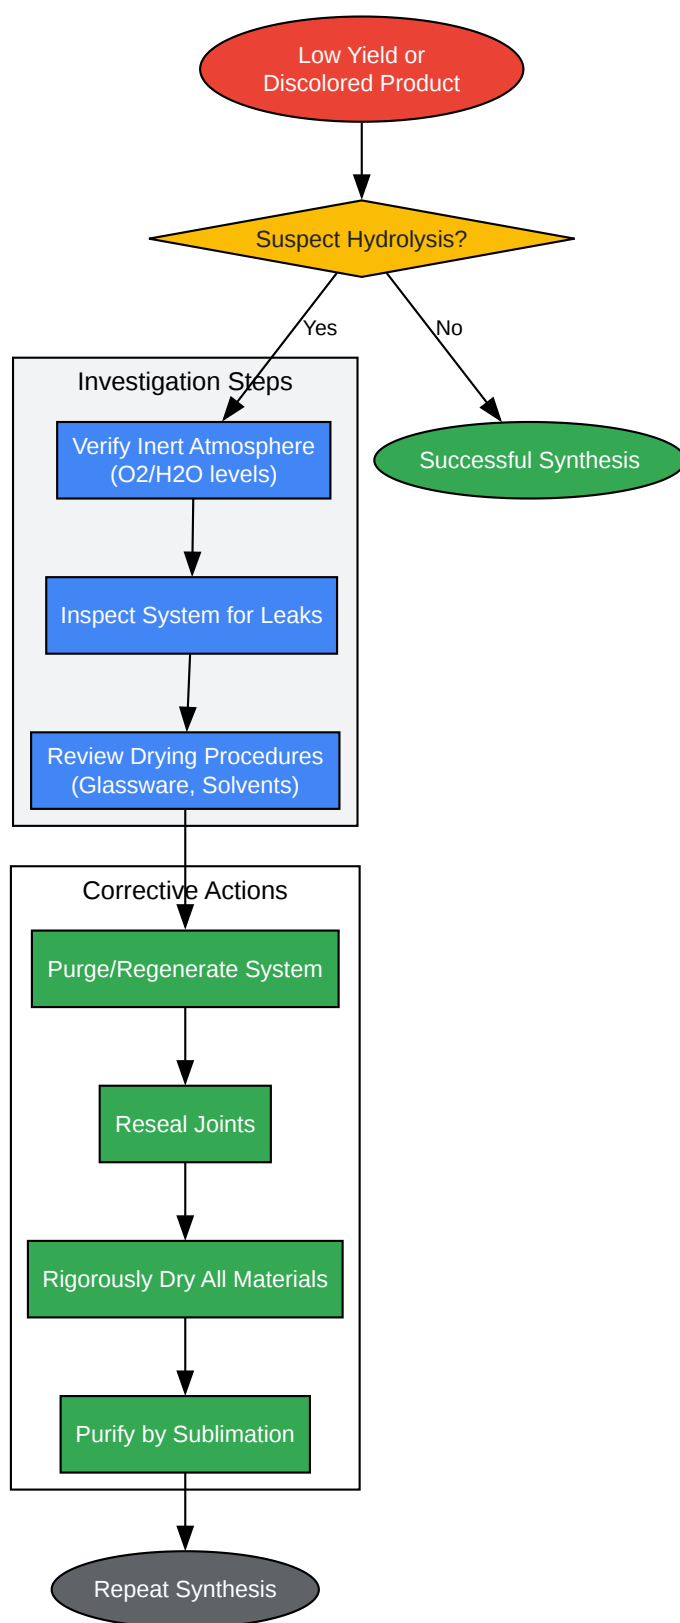 Low Yield or
Discolored Product
Suspect Hydrolysis?
Yes
No
Investigation Steps
Verify Inert Atmosphere
(O2/H2O levels)
Successful Synthesis
Inspect System for Leaks
Review Drying Procedures
(Glassware, Solvents)
Corrective Actions
Purge/Regenerate System
Reseal Joints
Rigorously Dry All Materials
Purify by Sublimation
Repeat Synthesis